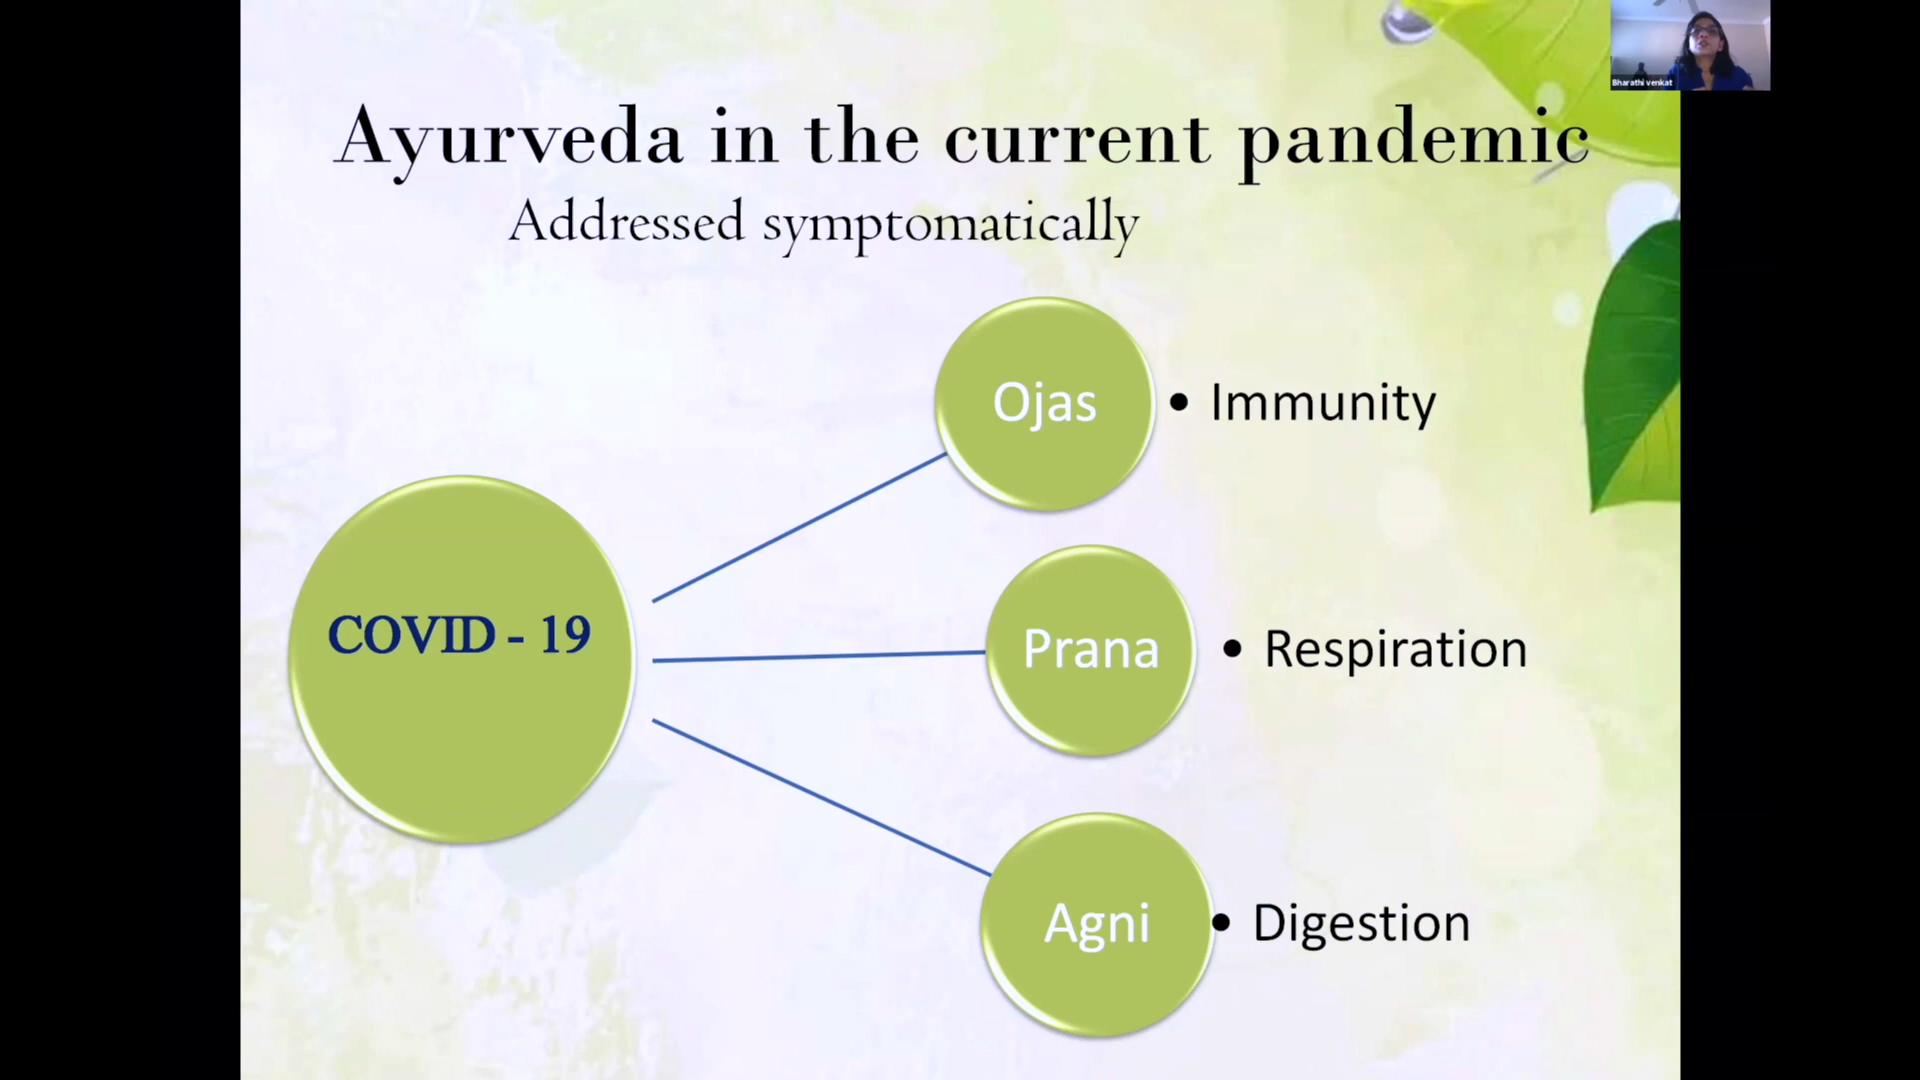 Bharathi venkat
Ayurveda in the current pandemic
Addressed symptomatically
Ojas
• Immunity
COVID - 19
Prana
• Respiration
Agni
• Digestion